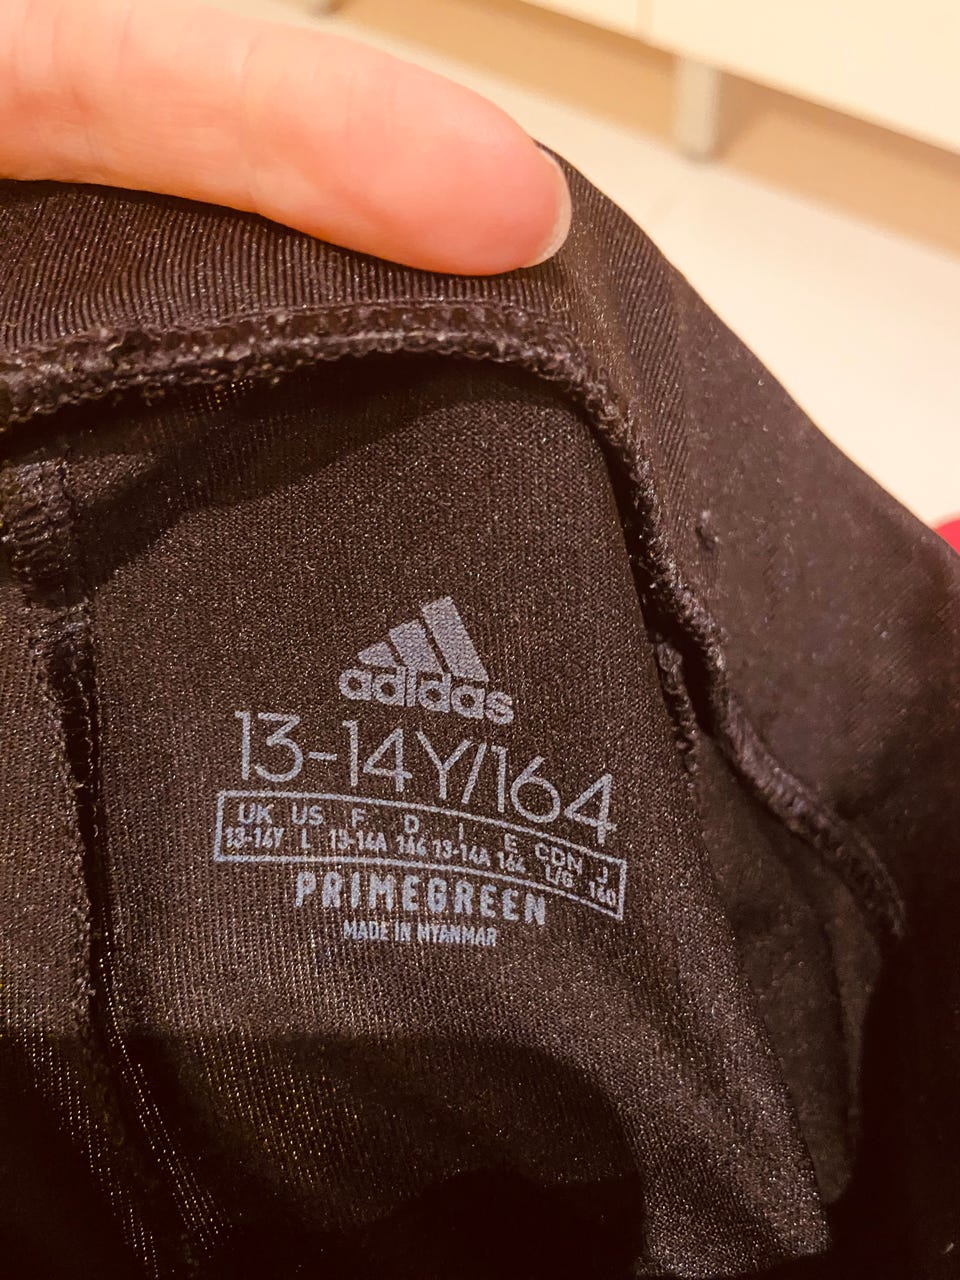 adidas
13-14Y/164
UK US F D I E CDN J
13-14Y L 13-14A 164 13-14A 164 L/G 160
PRIMEGREEN
MADE IN MYANMAR